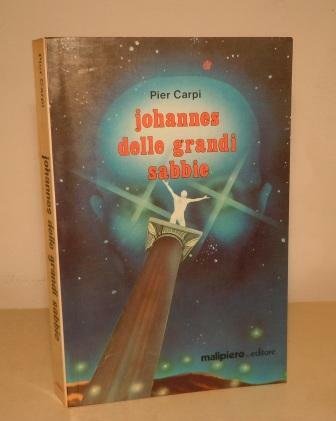 Pier Carpi
johannes
delle grandi
sabbie
malipiero editore
Pier Carpi
johannes delle grandi sabbie